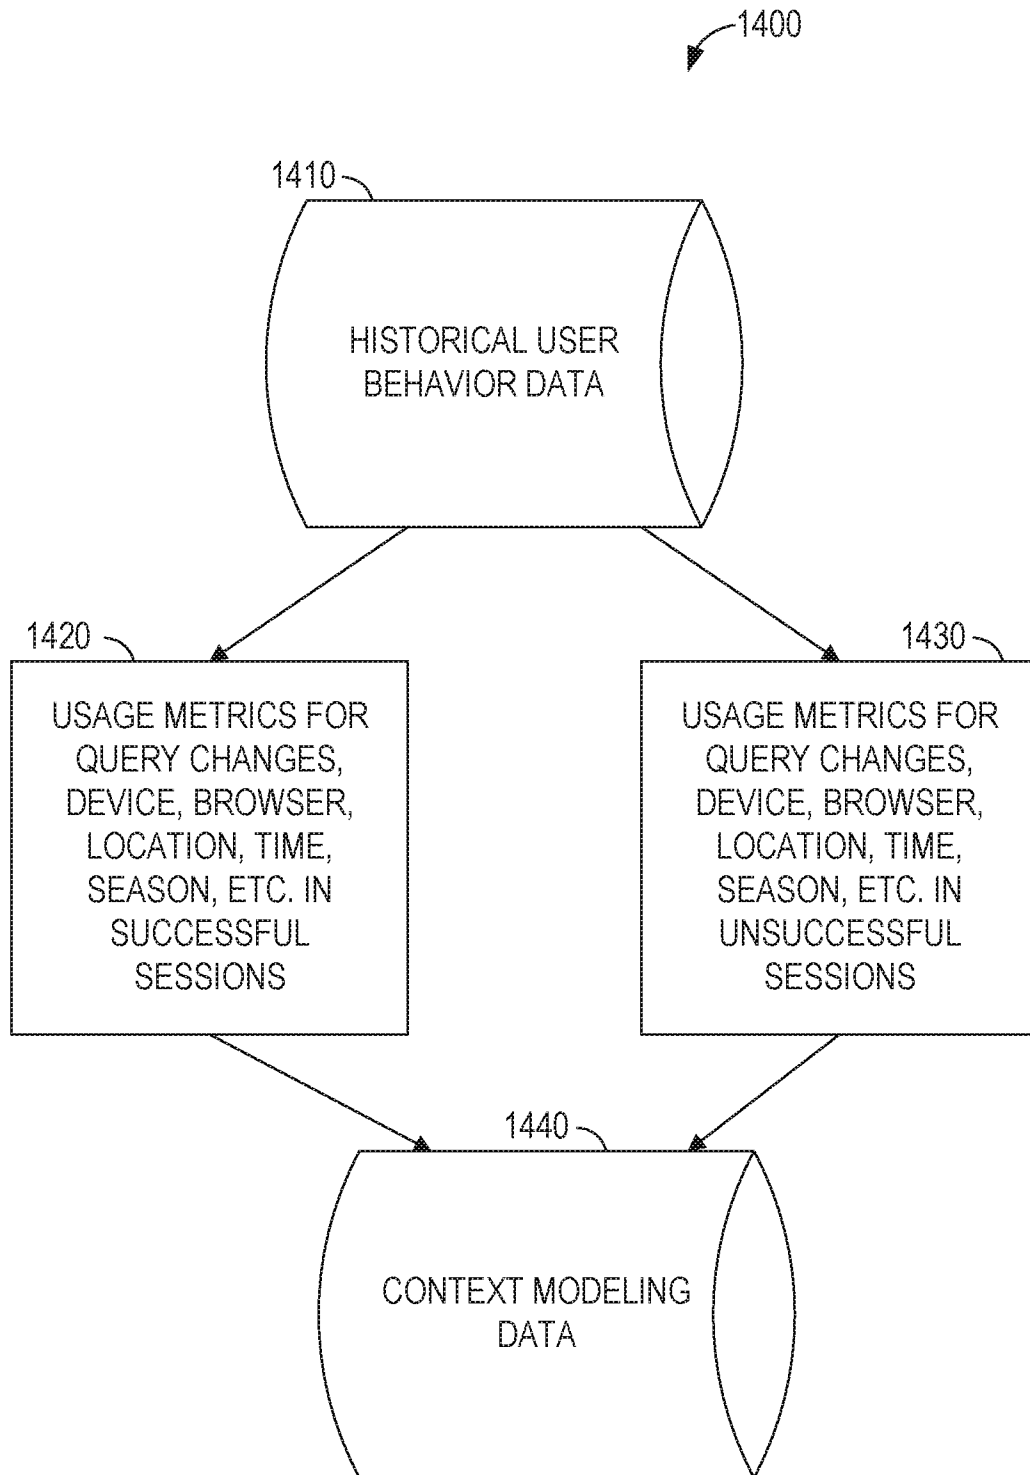 1400
1410
HISTORICAL USER
BEHAVIOR DATA
1420
USAGE METRICS FOR
QUERY CHANGES,
DEVICE, BROWSER,
LOCATION, TIME,
SEASON, ETC. IN
SUCCESSFUL
SESSIONS
1430
USAGE METRICS FOR
QUERY CHANGES,
DEVICE, BROWSER,
LOCATION, TIME,
SEASON, ETC. IN
UNSUCCESSFUL
SESSIONS
1440
CONTEXT MODELING
DATA